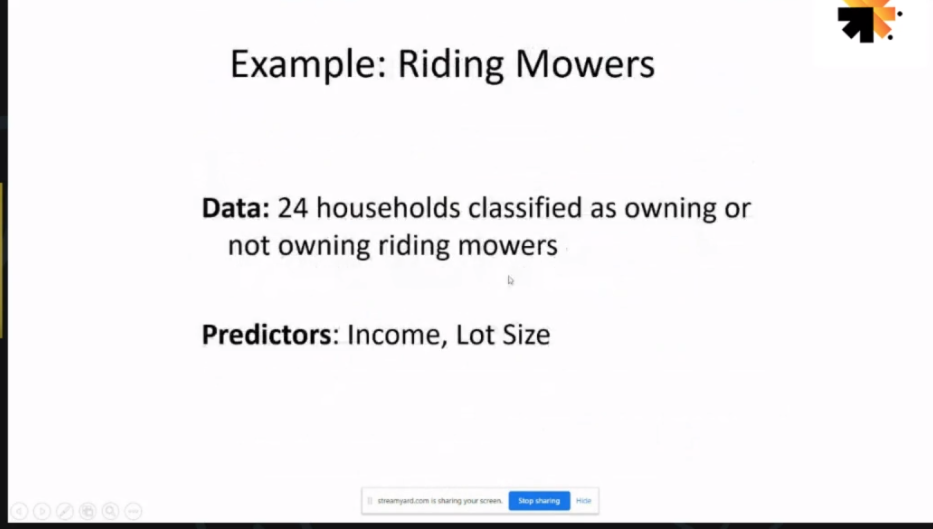 Example: Riding Mowers
Data: 24 households classified as owning or
not owning riding mowers
Predictors: Income, Lot Size
streamyard.com is sharing your screen. Stop sharing Hide